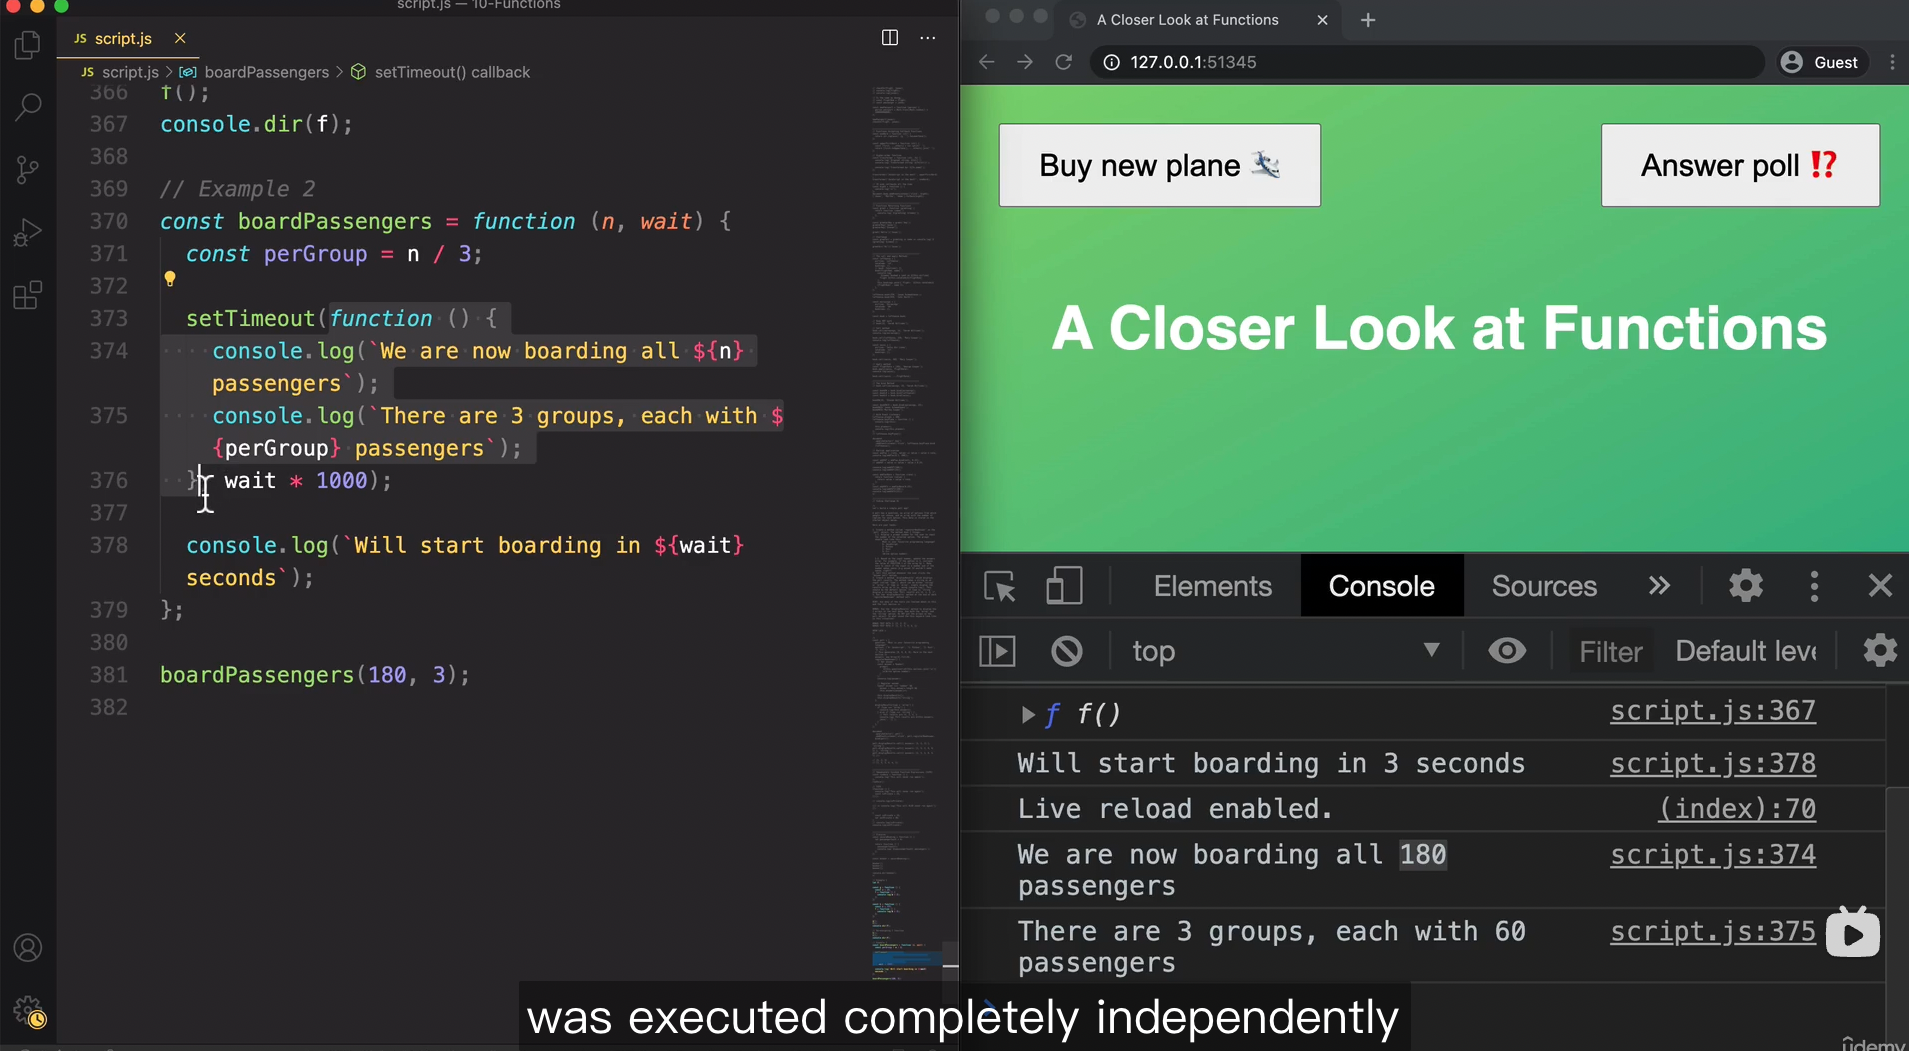 script.js — 10-Functions
JS script.js
JS script.js > boardPassengers > setTimeout() callback
366 f();
367 console.dir(f);
368
369 // Example 2
370 const boardPassengers = function (n, wait) {
371 const perGroup = n / 3;
372
373 setTimeout(function () {
374 console.log(`We are now boarding all ${n}
passengers`);
375 console.log(`There are 3 groups, each with $
{perGroup} passengers`);
376 } wait * 1000);
377
378 console.log(`Will start boarding in ${wait}
seconds`);
379 };
380
381 boardPassengers(180, 3);
382
A Closer Look at Functions
127.0.0.1:51345
Guest
Buy new plane 🛬
Answer poll ⁉️
A Closer Look at Functions
Elements Console Sources »
top Filter Default leve
ƒ f() script.js:367
Will start boarding in 3 seconds script.js:378
Live reload enabled. (index):70
We are now boarding all 180 script.js:374
passengers
There are 3 groups, each with 60 script.js:375
passengers
was executed completely independently
ûdemy